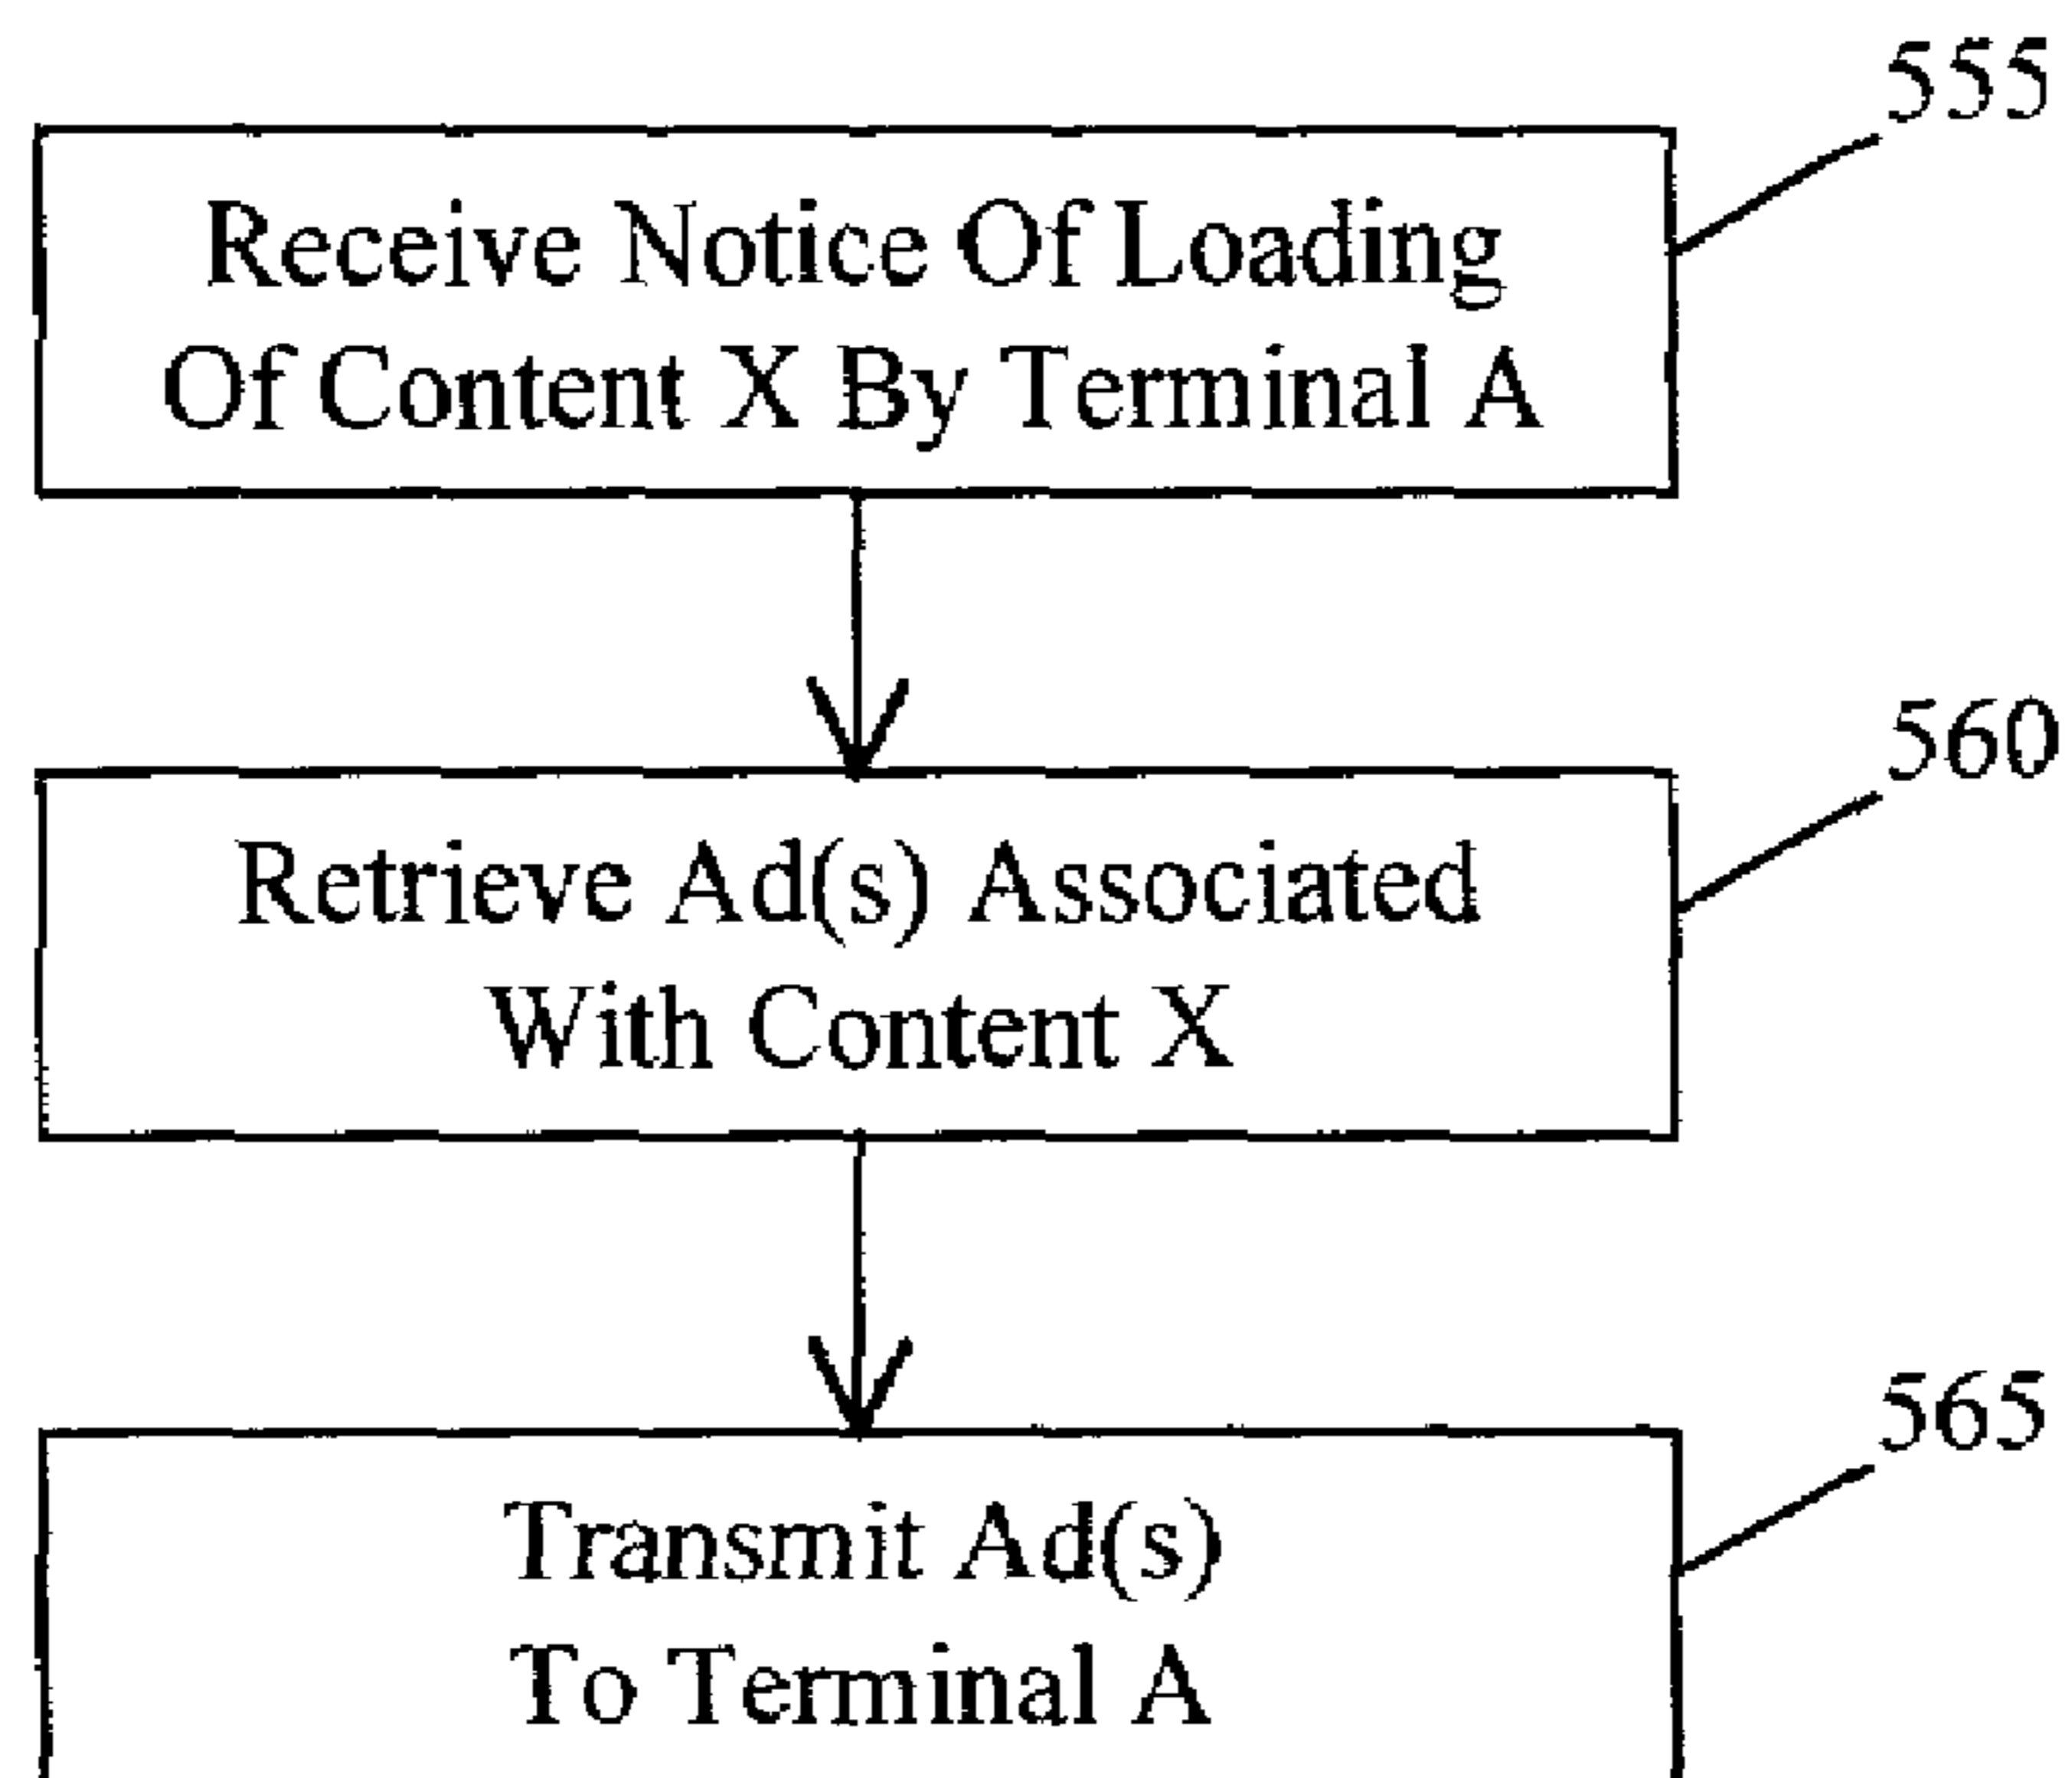 555
Receive Notice Of Loading
Of Content X By Terminal A
560
Retrieve Ad(s) Associated
With Content X
565
Transmit Ad(s)
To Terminal A